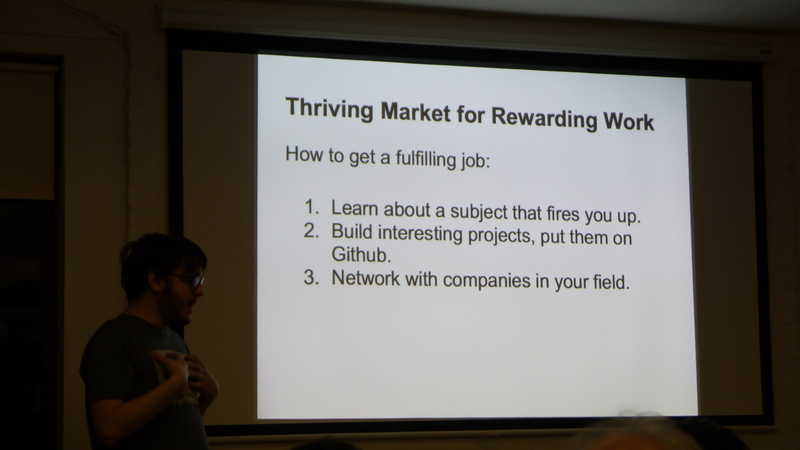 Thriving Market for Rewarding Work
How to get a fulfilling job:
1. Learn about a subject that fires you up.
2. Build interesting projects, put them on
Github.
3. Network with companies in your field.